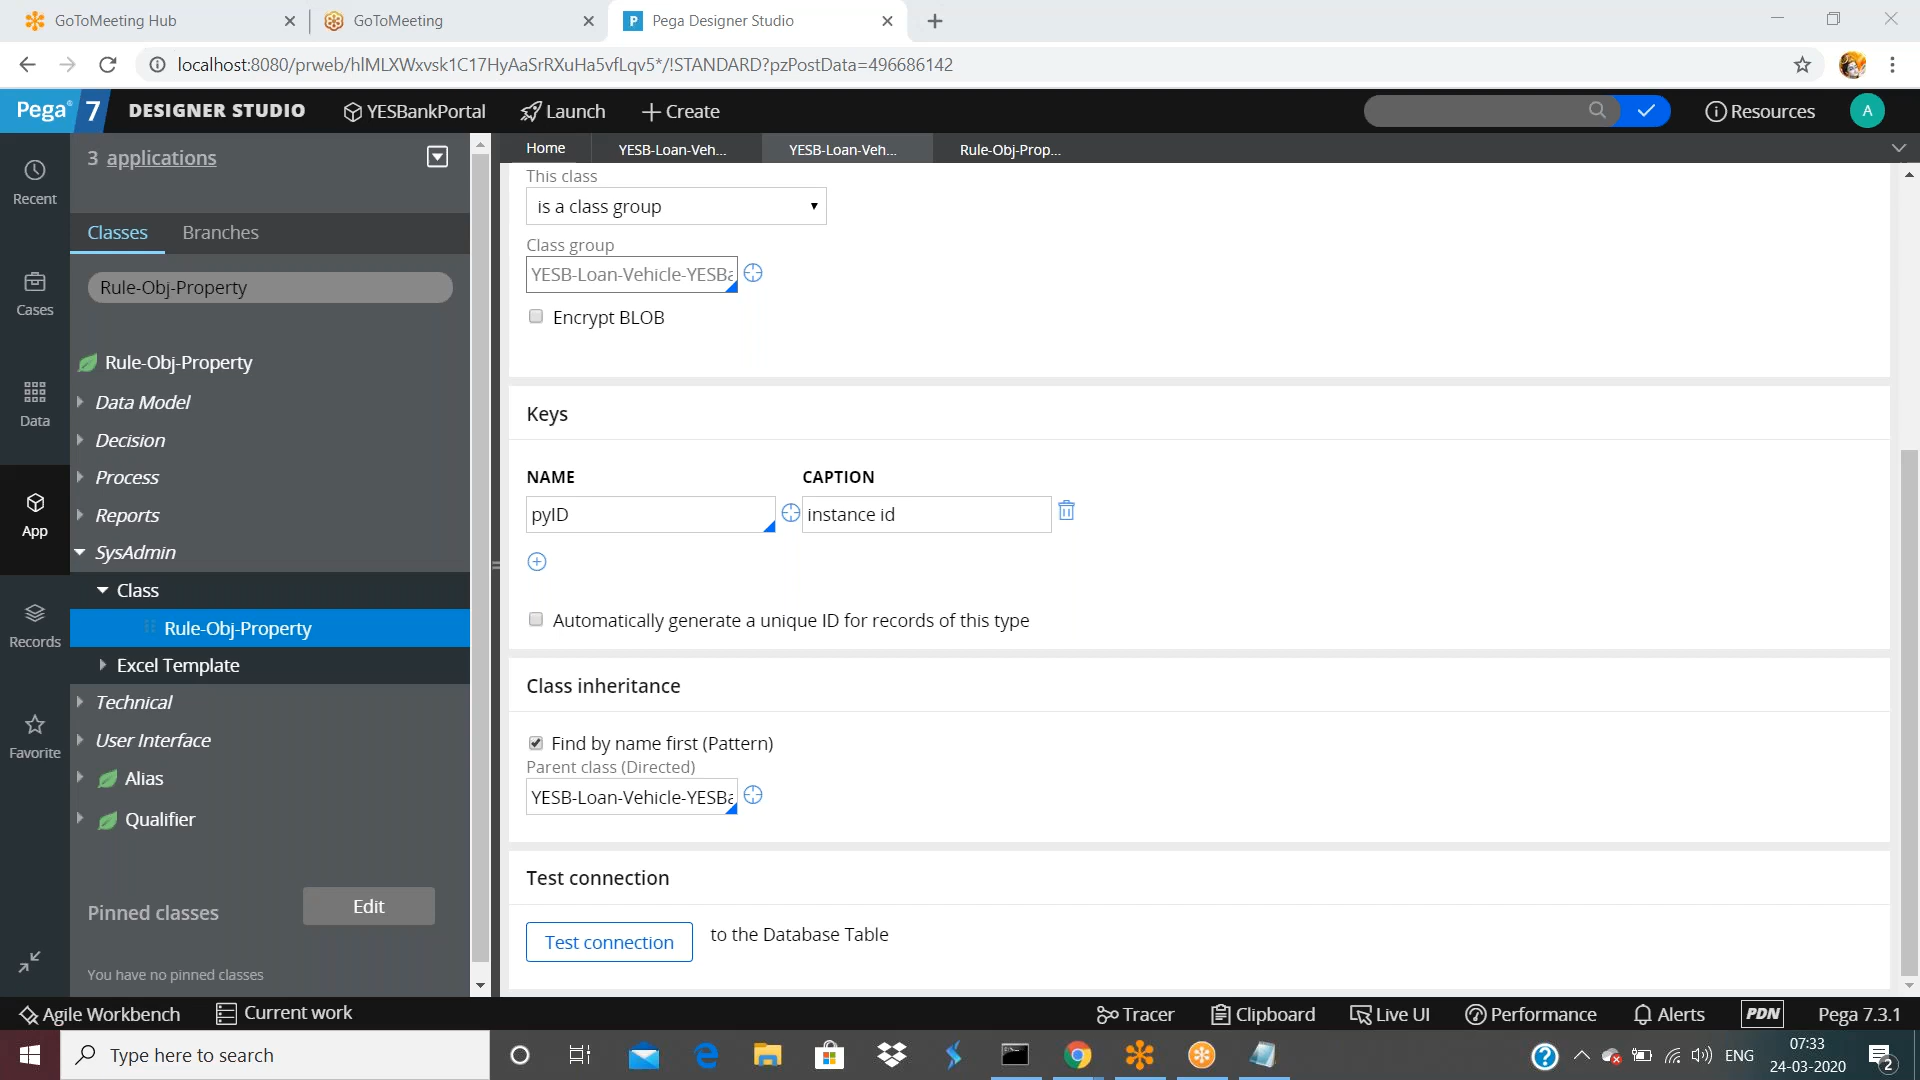 GoToMeeting Hub
GoToMeeting
Pega Designer Studio
localhost:8080/prweb/hIMLXWxvsk1C17HyAaSrRXuHa5vfLqv5*/!STANDARD?pzPostData=496686142
Pega 7 DESIGNER STUDIO YESBankPortal Launch Create Resources A
3 applications
Home YESB-Loan-Veh... YESB-Loan-Veh... Rule-Obj-Prop...
Recent
Cases
Data
App
Records
Favorite
Classes Branches
Rule-Obj-Property
Rule-Obj-Property
Data Model
Decision
Process
Reports
SysAdmin
Class
Rule-Obj-Property
Excel Template
Technical
User Interface
Alias
Qualifier
Pinned classes Edit
You have no pinned classes
This class
is a class group
Class group
YESB-Loan-Vehicle-YESBa
Encrypt BLOB
Keys
NAME CAPTION
pyID instance id
Automatically generate a unique ID for records of this type
Class inheritance
Find by name first (Pattern)
Parent class (Directed)
YESB-Loan-Vehicle-YESBa
Test connection
Test connection to the Database Table
Agile Workbench Current work Tracer Clipboard Live UI Performance Alerts PDN Pega 7.3.1
Type here to search
ENG
07:33
24-03-2020
2